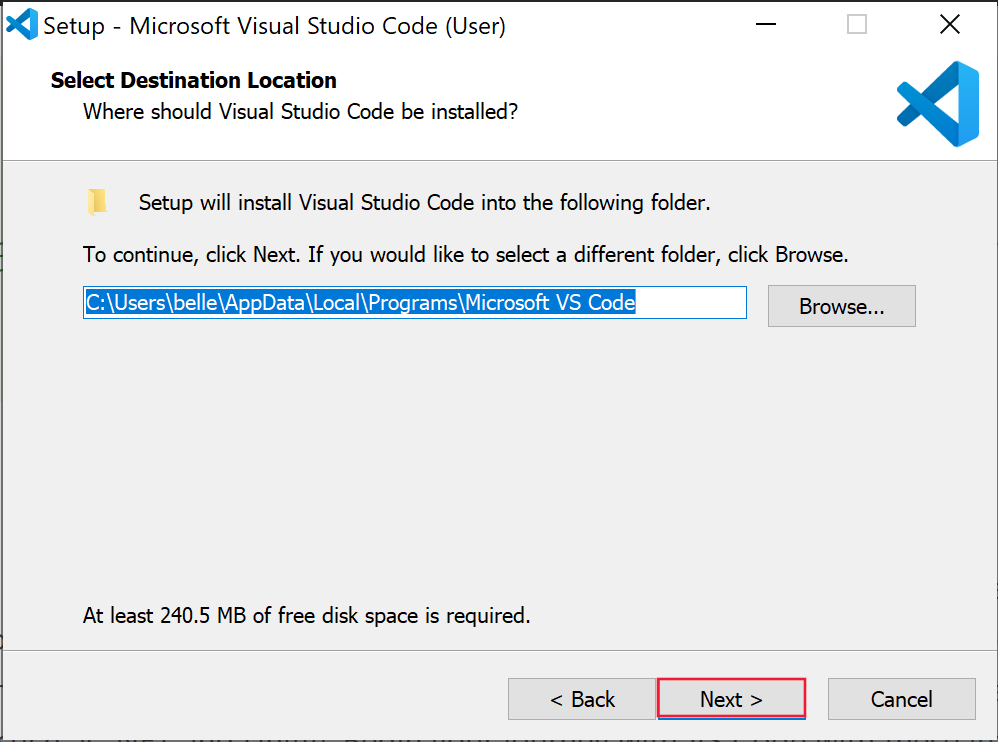 Setup - Microsoft Visual Studio Code (User)
Select Destination Location
Where should Visual Studio Code be installed?
Setup will install Visual Studio Code into the following folder.
To continue, click Next. If you would like to select a different folder, click Browse.
C:\Users\belle\AppData\Local\Programs\Microsoft VS Code
Browse...
At least 240.5 MB of free disk space is required.
< Back
Next >
Cancel